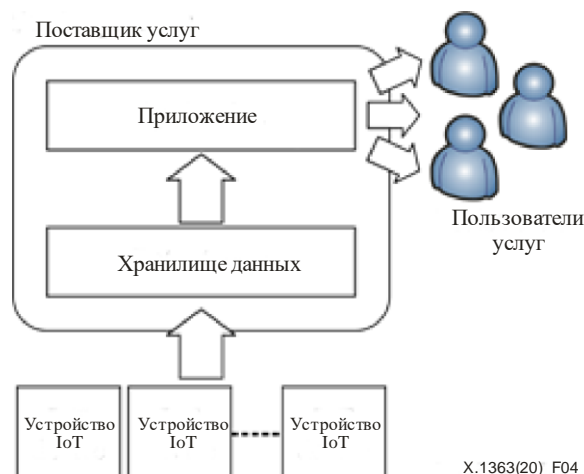 Поставщик услуг
Приложение
Пользователи
услуг
Хранилище данных
Устройство
IoT
Устройство
IoT
Устройство
IoT
X.1363(20)_F04